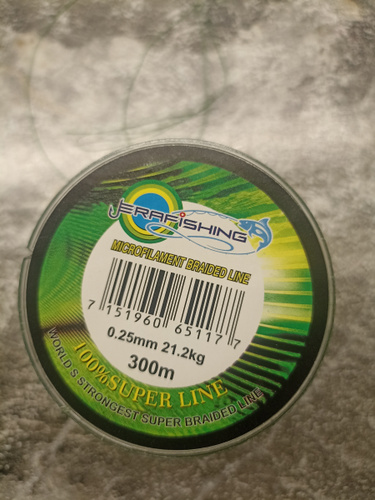 JERAFISHING
MICROFILAMENT BRAIDED LINE
7 151960 65117 7
0.25mm 21.2kg
300m
100%SUPER LINE
WORLD'S STRONGEST SUPER BRAIDED LINE